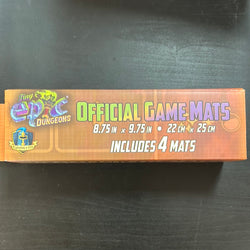 Tiny
EPIC
DUNGEONS
OFFICIAL GAME MATS
8.75 IN x 9.75 IN • 22 CM x 25 CM
INCLUDES 4 MATS